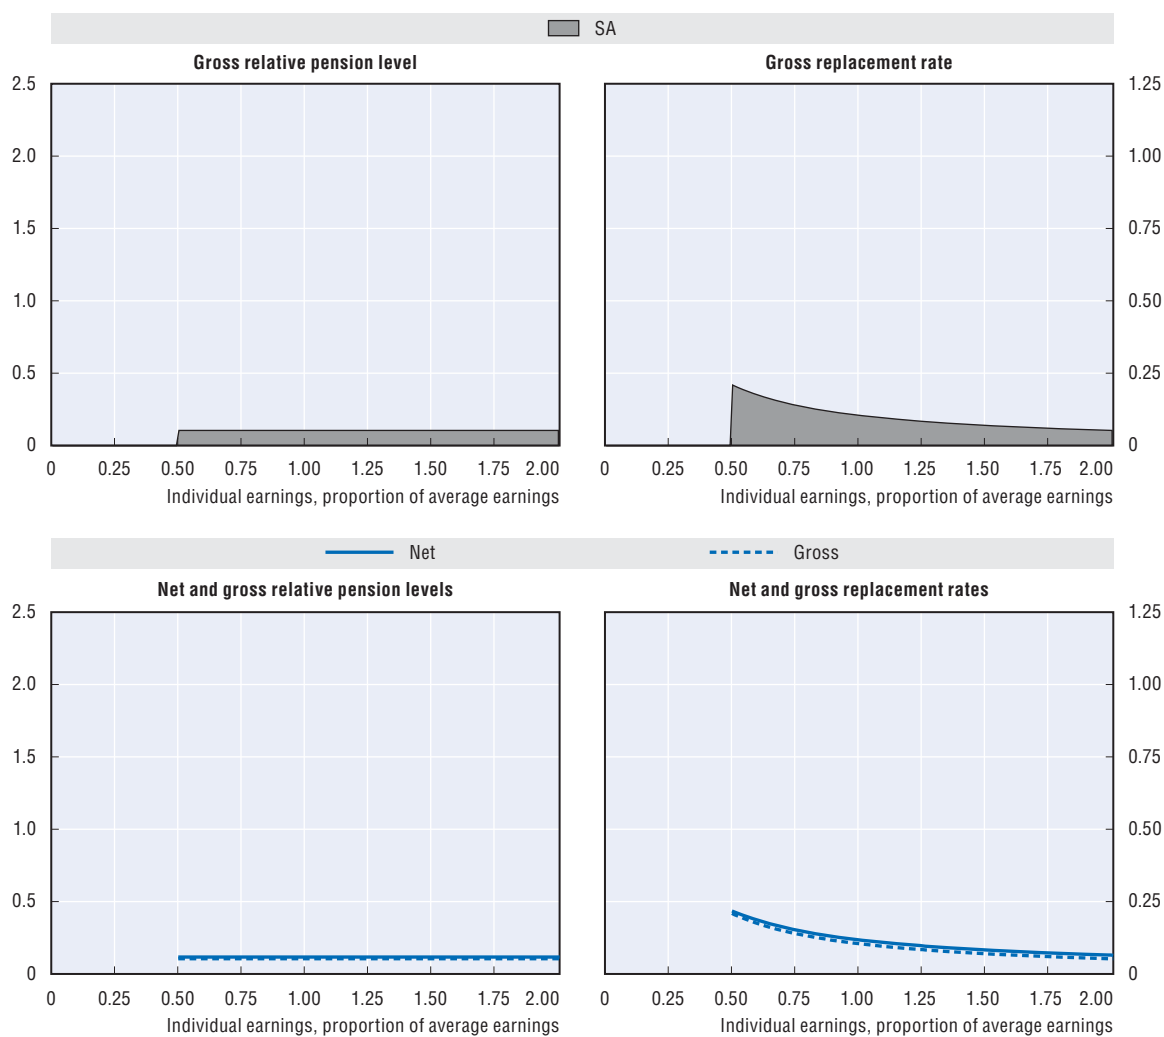 SA
Gross relative pension level
Gross replacement rate
2.5
2.0
1.5
1.0
0.5
0
1.25
1.00
0.75
0.50
0.25
0
0 0.25 0.50 0.75 1.00 1.25 1.50 1.75 2.00
0 0.25 0.50 0.75 1.00 1.25 1.50 1.75 2.00
Individual earnings, proportion of average earnings
Individual earnings, proportion of average earnings
Net Gross
Net and gross relative pension levels
Net and gross replacement rates
2.5
2.0
1.5
1.0
0.5
0
1.25
1.00
0.75
0.50
0.25
0
0 0.25 0.50 0.75 1.00 1.25 1.50 1.75 2.00
0 0.25 0.50 0.75 1.00 1.25 1.50 1.75 2.00
Individual earnings, proportion of average earnings
Individual earnings, proportion of average earnings